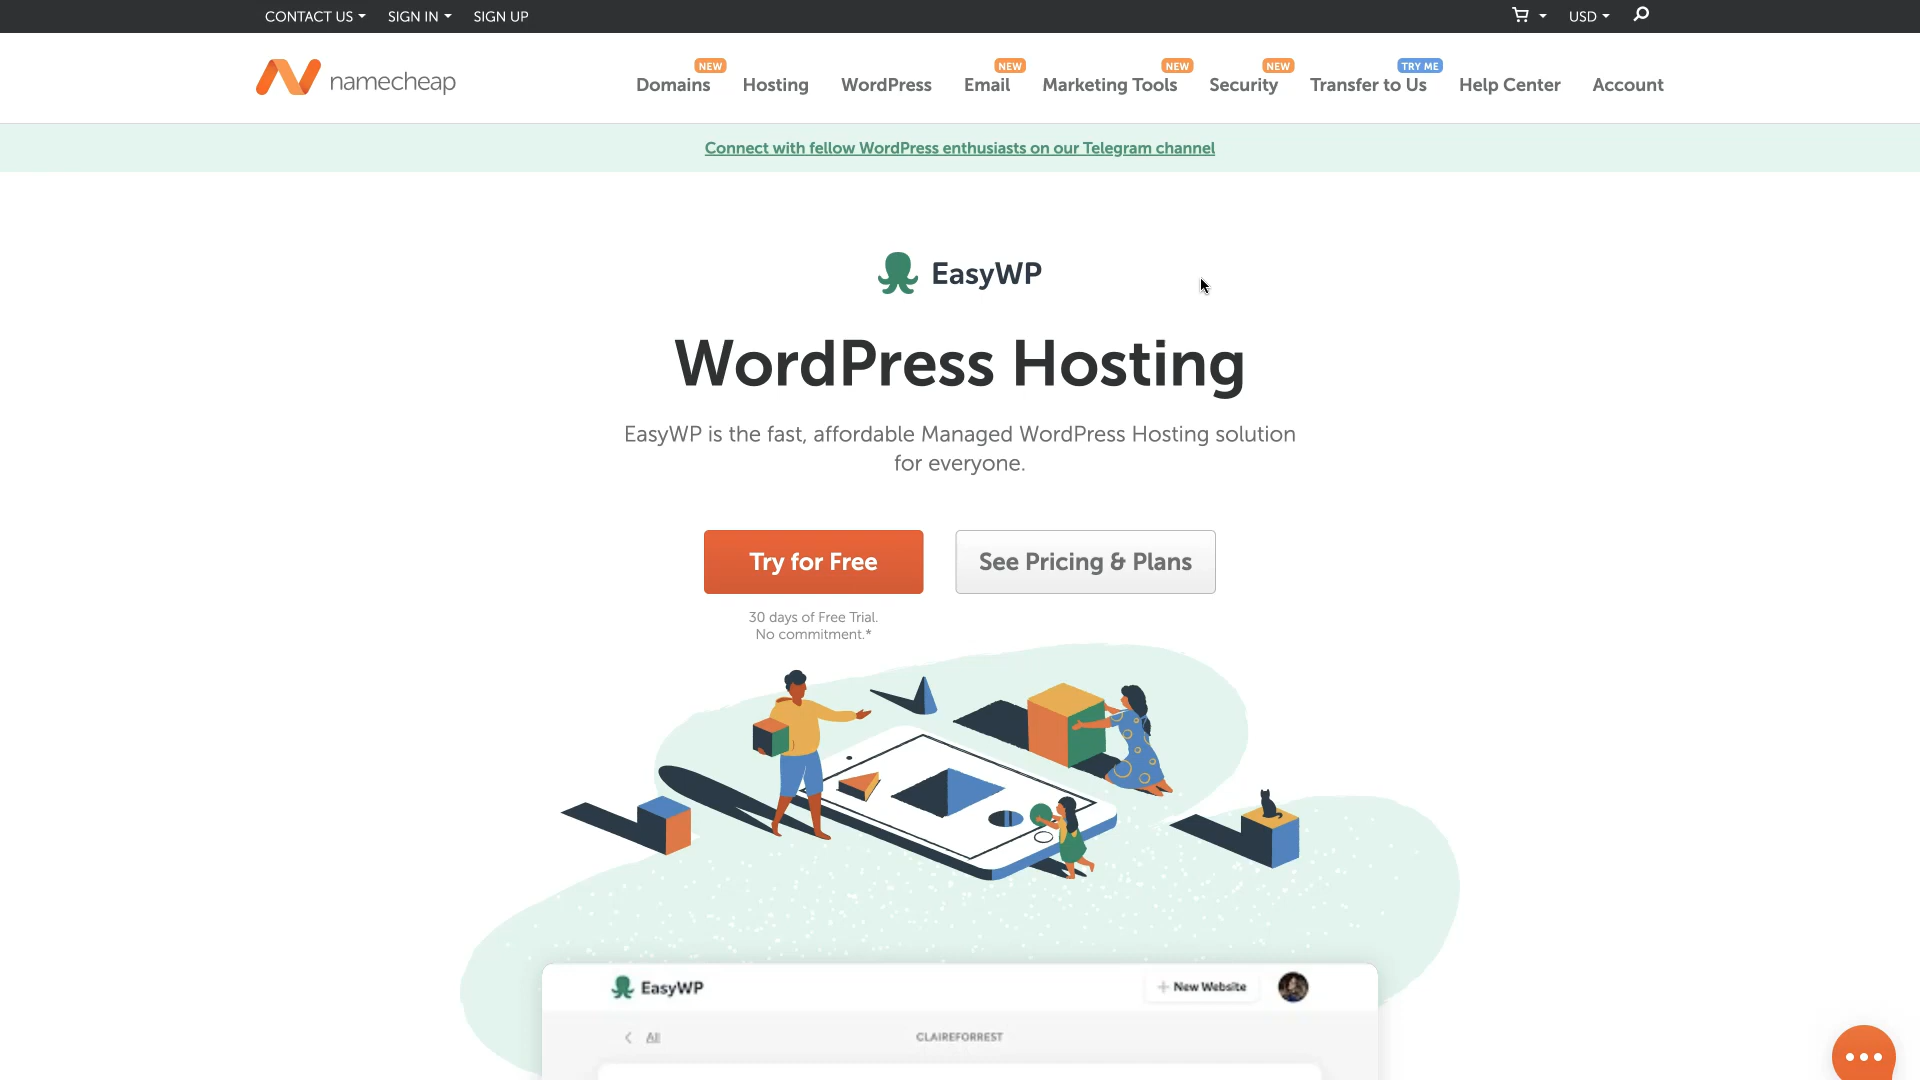 CONTACT US
SIGN IN
SIGN UP
USD
namecheap
Domains
NEW
Hosting
WordPress
Email
NEW
Marketing Tools
NEW
Security
NEW
Transfer to Us
TRY ME
Help Center
Account
Connect with fellow WordPress enthusiasts on our Telegram channel
EasyWP
WordPress Hosting
EasyWP is the fast, affordable Managed WordPress Hosting solution
for everyone.
Try for Free
See Pricing & Plans
30 days of Free Trial.
No commitment.*
EasyWP
+ New Website
All
CLAIREFORREST